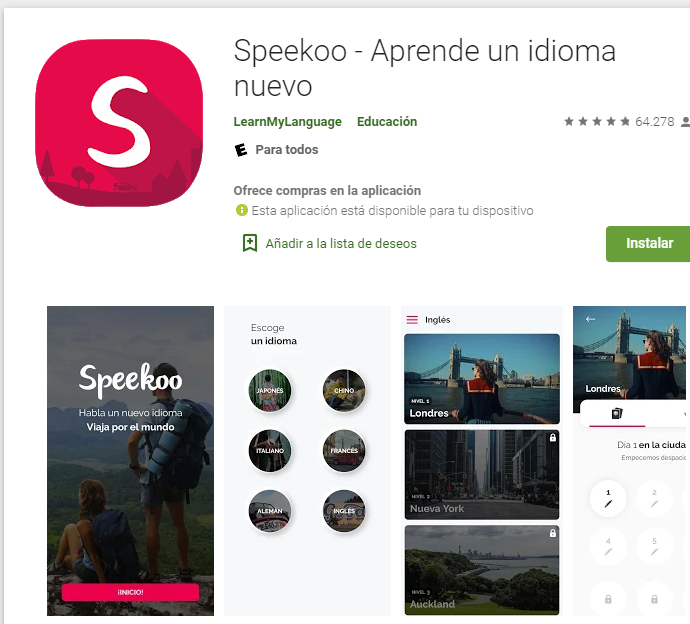 S
Speekoo - Aprende un idioma
nuevo
LearnMyLanguage Educación
64.278
E Para todos
Ofrece compras en la aplicación
Esta aplicación está disponible para tu dispositivo
Añadir a la lista de deseos
Instalar
Speekoo
Habla un nuevo idioma
Viaja por el mundo
¡INICIO!
Escoge
un idioma
JAPONÉS CHINO
ITALIANO FRANCÉS
ALEMÁN INGLÉS
Inglés
NIVEL 1
Londres
NIVEL 2
Nueva York
NIVEL 3
Auckland
Londres
Día 1 en la ciuda
Empecemos despacio
1 2
4 5